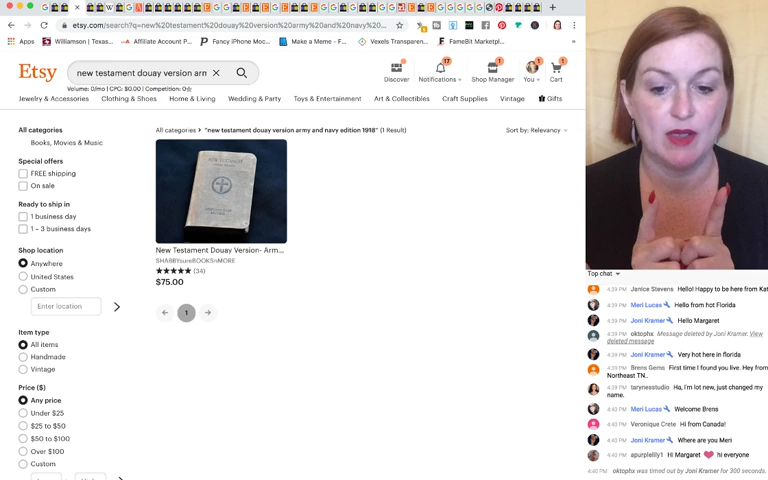 etsy.com/search?q=new%20testament%20douay%20version%20army%20and%20navy%20...
Apps
Williamson | Texas...
Affiliate Account P...
Fancy iPhone Moc...
Make a Meme - F...
Vexels Transparen...
FameBit Marketpl...
Etsy
new testament douay version arm
Volume: 0/mo | CPC: $0.00 | Competition: 0
Discover
17
Notifications
1
Shop Manager
1
You
1
Cart
Jewelry & Accessories
Clothing & Shoes
Home & Living
Wedding & Party
Toys & Entertainment
Art & Collectibles
Craft Supplies
Vintage
Gifts
All categories
Books, Movies & Music
Special offers
FREE shipping
On sale
Ready to ship in
1 business day
1 – 3 business days
Shop location
Anywhere
United States
Custom
Enter location
Item type
All items
Handmade
Vintage
Price ($)
Any price
Under $25
$25 to $50
$50 to $100
Over $100
Custom
All categories > "new testament douay version army and navy edition 1918" (1 Result)
Sort by: Relevancy
NEW TESTAMENT
New Testament Douay Version- Arm...
SHABBYsureBOOKSnMORE
(34)
$75.00
1
Top chat
4:39 PM Janice Stevens Hello! Happy to be here from Kat
4:39 PM Meri Lucas Hello from hot Florida
4:39 PM Joni Kramer Hello Margaret
4:39 PM oktophx Message deleted by Joni Kramer. View
deleted message
4:39 PM Joni Kramer Very hot here in florida
4:39 PM Brens Gems First time I found you live. Hey from
Northeast TN..
4:39 PM tarynesstudio Ha, i'm lot new, just changed my
name.
4:40 PM Meri Lucas Welcome Brens
4:40 PM Veronique Crete Hi from Canada!
4:40 PM Joni Kramer Where are you Meri
4:40 PM apurplelily1 Hi Margaret hi everyone
4:40 PM oktophx was timed out by Joni Kramer for 300 seconds.